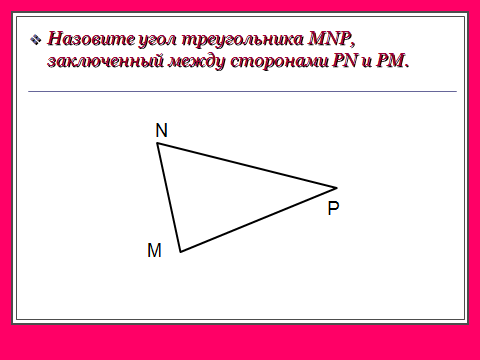 Назовите угол треугольника MNP,
заключенный между сторонами PN и PM.
N
P
M